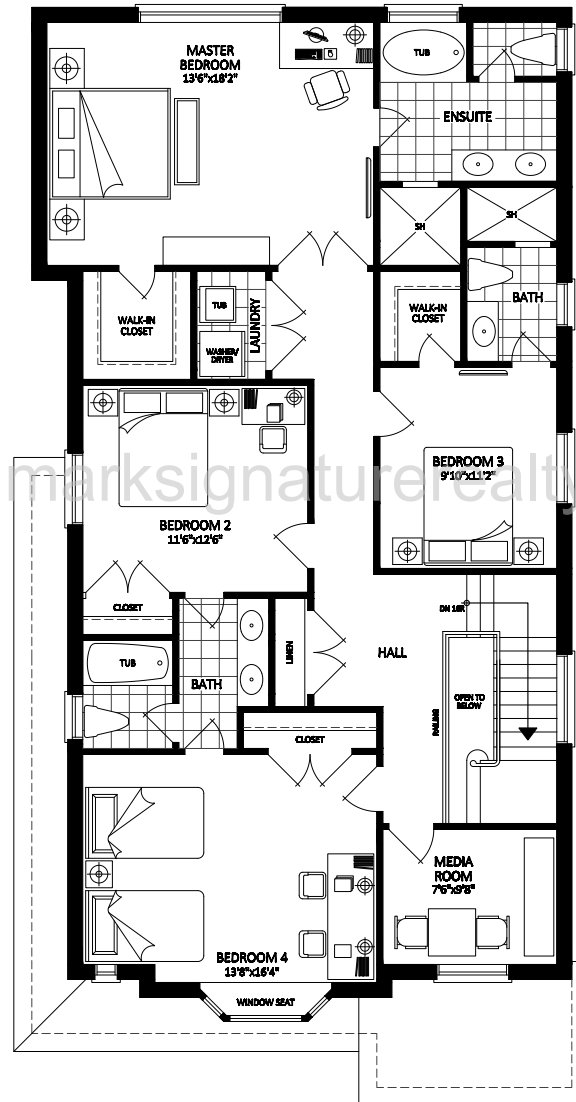 MASTER
BEDROOM
13'6"x18'2"
TUB
ENSUITE
SH
SH
WALK-IN
CLOSET
TUB
WASHER/
DRYER
LAUNDRY
WALK-IN
CLOSET
BATH
marksignaturerealty
BEDROOM 3
9'10"x11'2"
BEDROOM 2
11'6"x12'6"
CLOSET
DN 16R
TUB
BATH
LINEN
HALL
OPEN TO
BELOW
RAILING
CLOSET
MEDIA
ROOM
7'6"x9'8"
BEDROOM 4
13'8"x16'4"
WINDOW SEAT